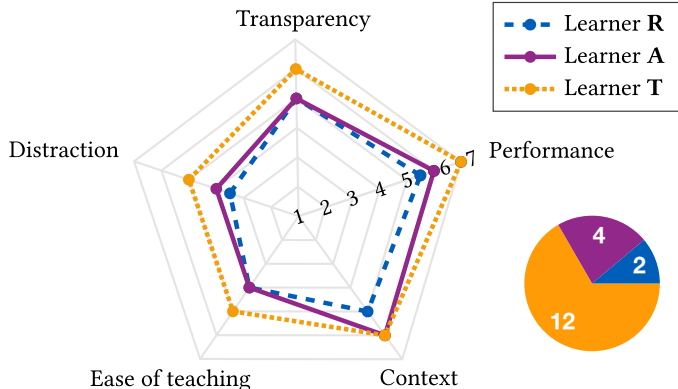 Transparency
Learner R
Learner A
Learner T
Distraction
Performance
1 2 3 4 5 6 7
4
2
12
Ease of teaching
Context